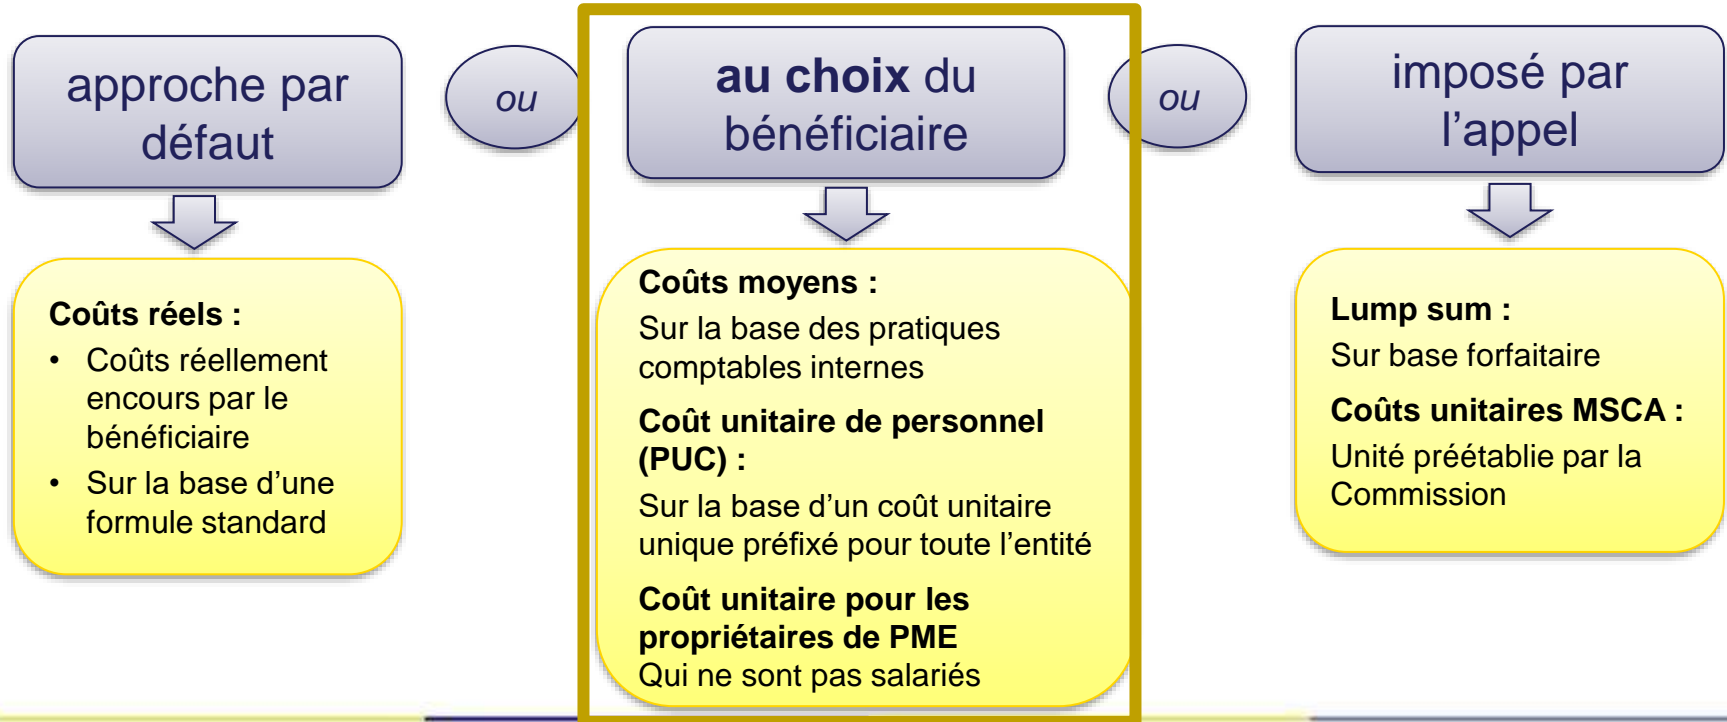 approche par
défaut
ou
au choix du
bénéficiaire
ou
imposé par
l’appel
Coûts réels :
• Coûts réellement
encours par le
bénéficiaire
• Sur la base d’une
formule standard
Coûts moyens :
Sur la base des pratiques
comptables internes
Coût unitaire de personnel
(PUC) :
Sur la base d’un coût unitaire
unique préfixé pour toute l’entité
Coût unitaire pour les
propriétaires de PME
Qui ne sont pas salariés
Lump sum :
Sur base forfaitaire
Coûts unitaires MSCA :
Unité préétablie par la
Commission